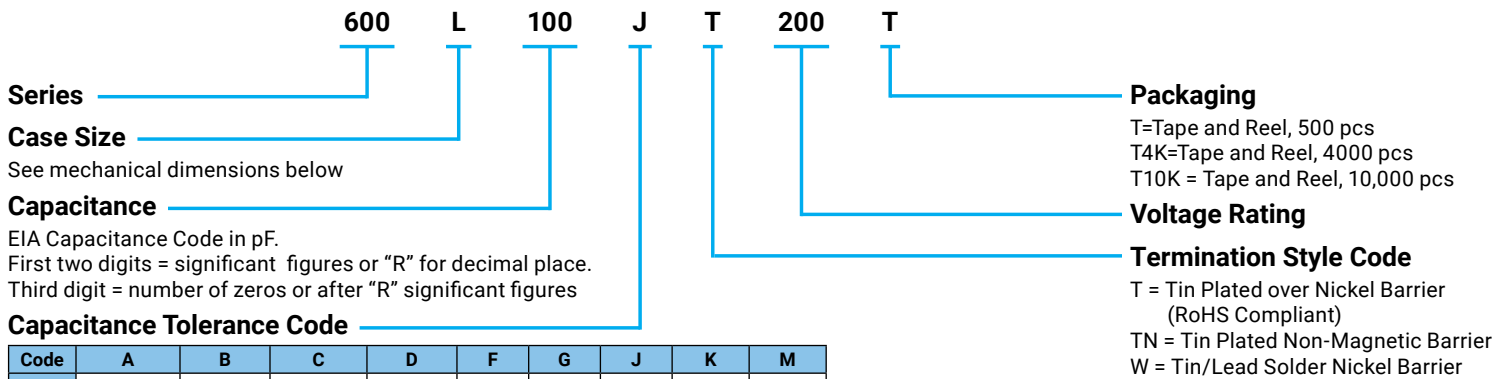 600 L 100 J T 200 T
Series
Case Size
See mechanical dimensions below
Capacitance
EIA Capacitance Code in pF.
First two digits = significant figures or “R” for decimal place.
Third digit = number of zeros or after “R” significant figures
Capacitance Tolerance Code
Code A B C D F G J K M
Packaging
T=Tape and Reel, 500 pcs
T4K=Tape and Reel, 4000 pcs
T10K = Tape and Reel, 10,000 pcs
Voltage Rating
Termination Style Code
T = Tin Plated over Nickel Barrier
(RoHS Compliant)
TN = Tin Plated Non-Magnetic Barrier
W = Tin/Lead Solder Nickel Barrier